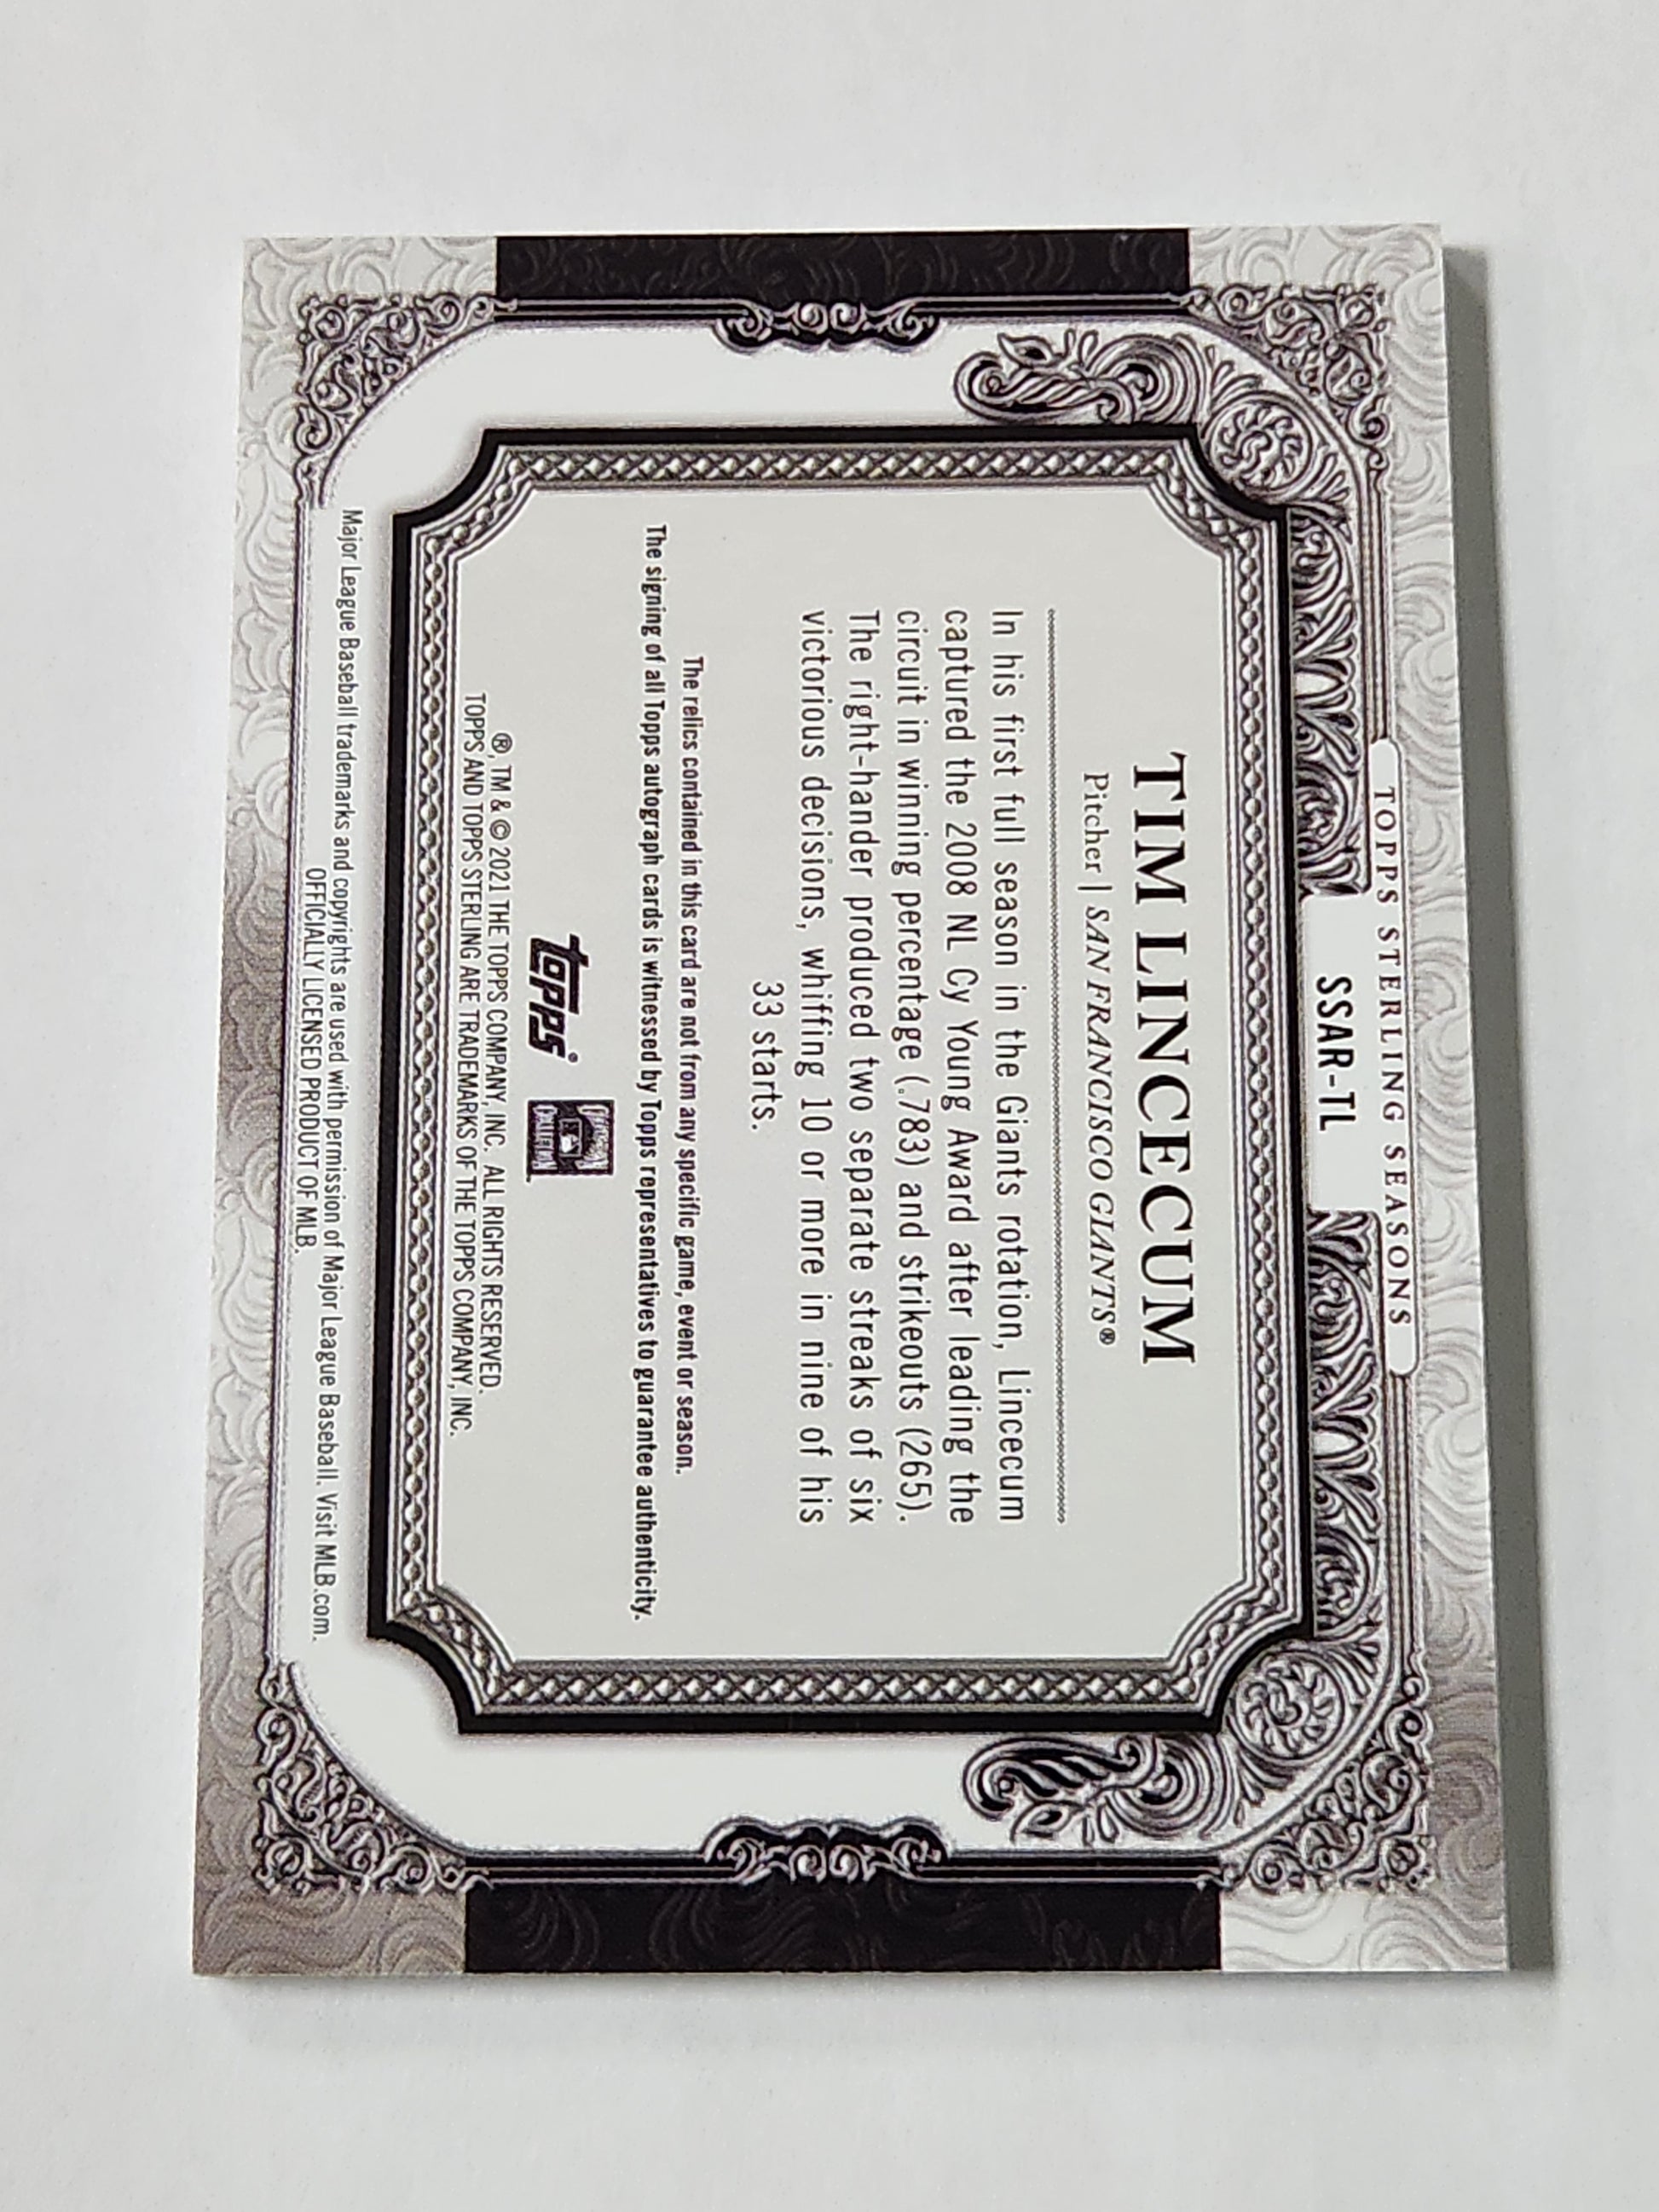 TOPPS STERLING SEASONS
SSAR-TL
TIM LINCECUM
Pitcher | SAN FRANCISCO GIANTS®
In his first full season in the Giants rotation, Lincecum
captured the 2008 NL Cy Young Award after leading the
circuit in winning percentage (.783) and strikeouts (265).
The right-hander produced two separate streaks of six
victorious decisions, whiffing 10 or more in nine of his
33 starts.
The relics contained in this card are not from any specific game, event or season.
The signing of all Topps autograph cards is witnessed by Topps representatives to guarantee authenticity.
topps®
®, TM & © 2021 THE TOPPS COMPANY, INC. ALL RIGHTS RESERVED.
TOPPS AND TOPPS STERLING ARE TRADEMARKS OF THE TOPPS COMPANY, INC.
Major League Baseball trademarks and copyrights are used with permission of Major League Baseball. Visit MLB.com.
OFFICIALLY LICENSED PRODUCT OF MLB.